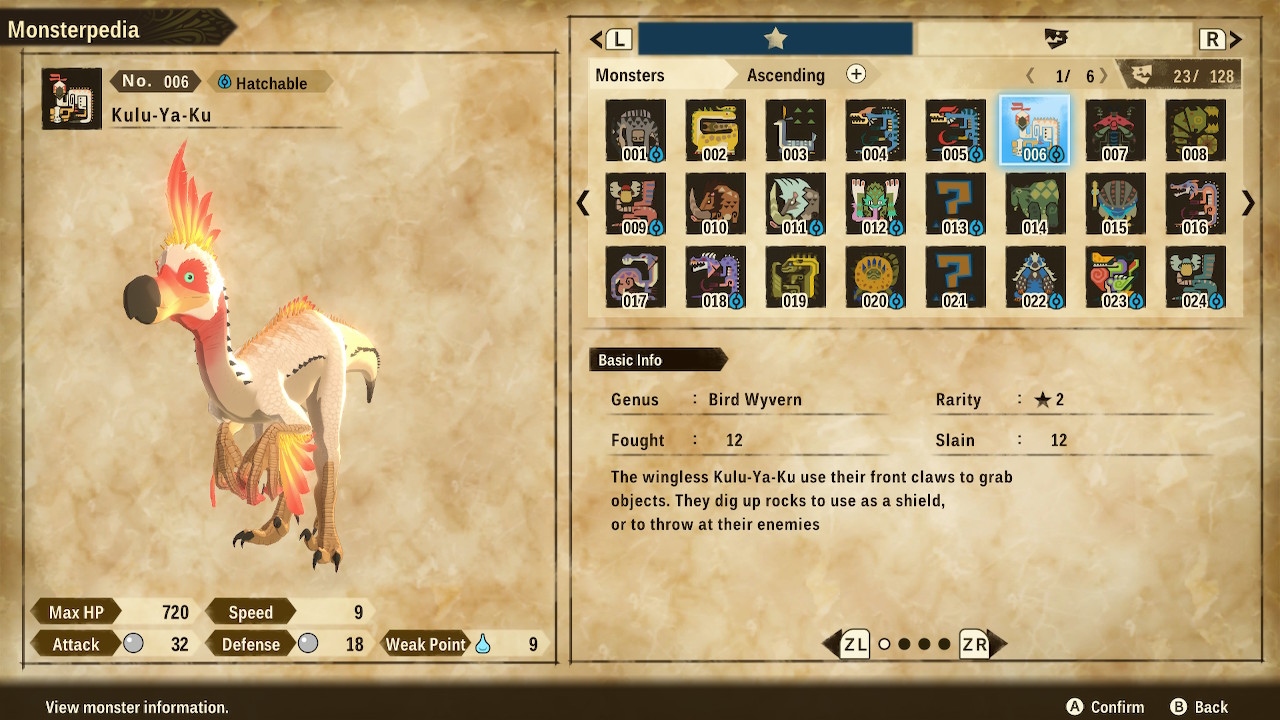 Monsterpedia
No. 006
Hatchable
Kulu-Ya-Ku
Max HP 720
Speed 9
Attack 32
Defense 18
Weak Point 9
L
R
Monsters
Ascending
1/ 6
23/ 128
001 002 003 004 005 006 007 008
009 010 011 012 013 014 015 016
017 018 019 020 021 022 023 024
Basic Info
Genus : Bird Wyvern
Rarity : ★ 2
Fought : 12
Slain : 12
The wingless Kulu-Ya-Ku use their front claws to grab
objects. They dig up rocks to use as a shield,
or to throw at their enemies
ZL ZR
View monster information.
A Confirm B Back